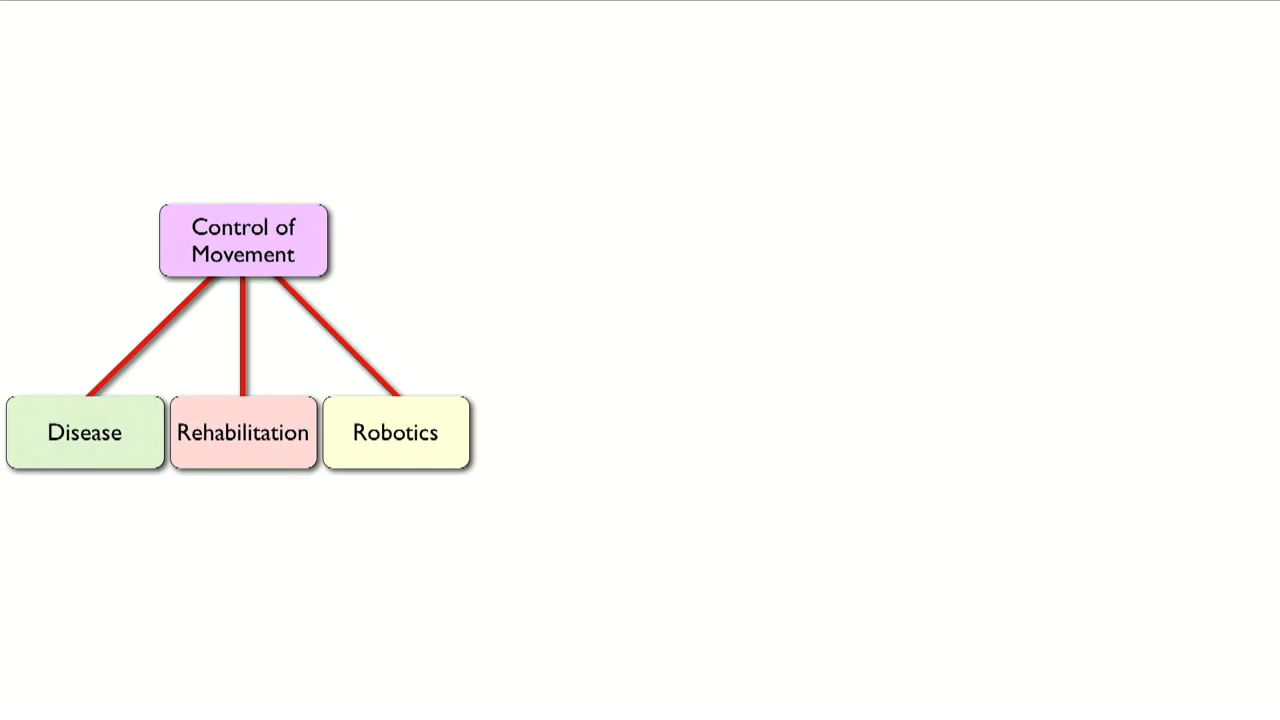 Control of
Movement
Disease
Rehabilitation
Robotics